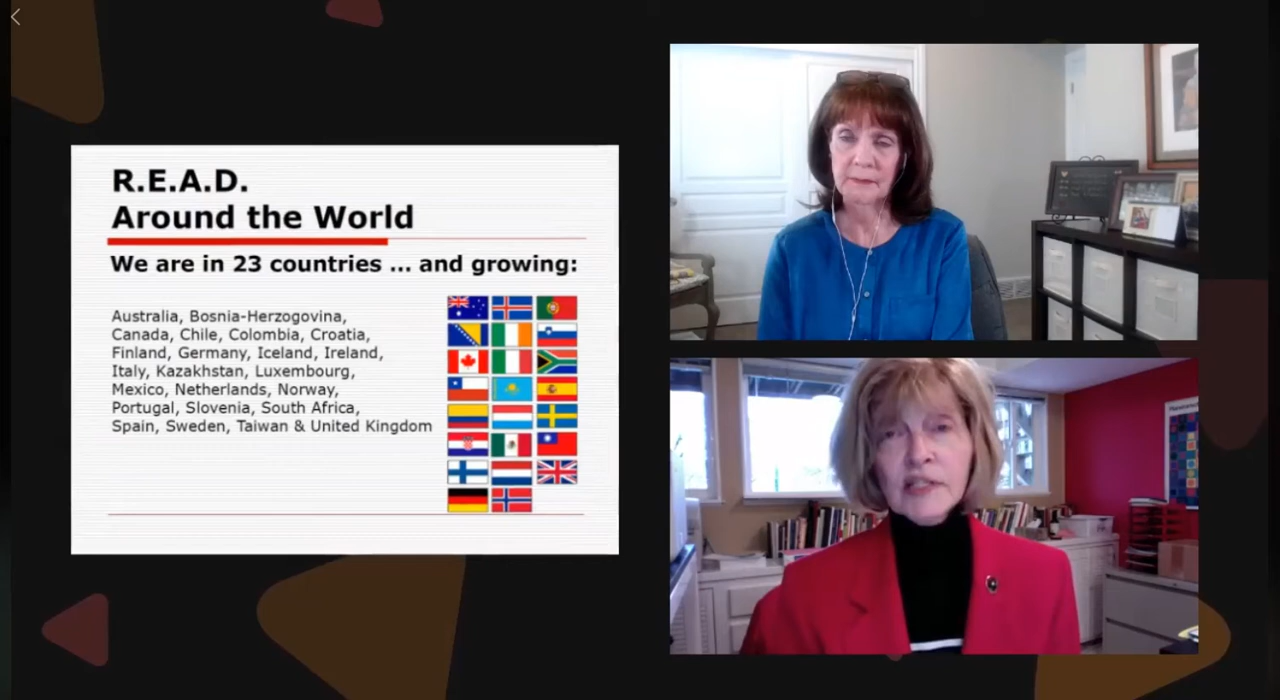 R.E.A.D.
Around the World
We are in 23 countries ... and growing:
Australia, Bosnia-Herzogovina,
Canada, Chile, Colombia, Croatia,
Finland, Germany, Iceland, Ireland,
Italy, Kazakhstan, Luxembourg,
Mexico, Netherlands, Norway,
Portugal, Slovenia, South Africa,
Spain, Sweden, Taiwan & United Kingdom